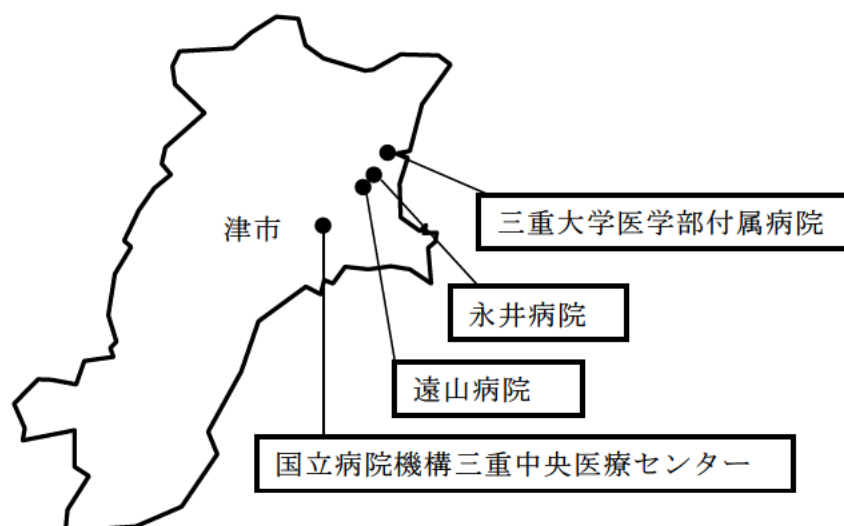 津市
三重大学医学部付属病院
永井病院
遠山病院
国立病院機構三重中央医療センター